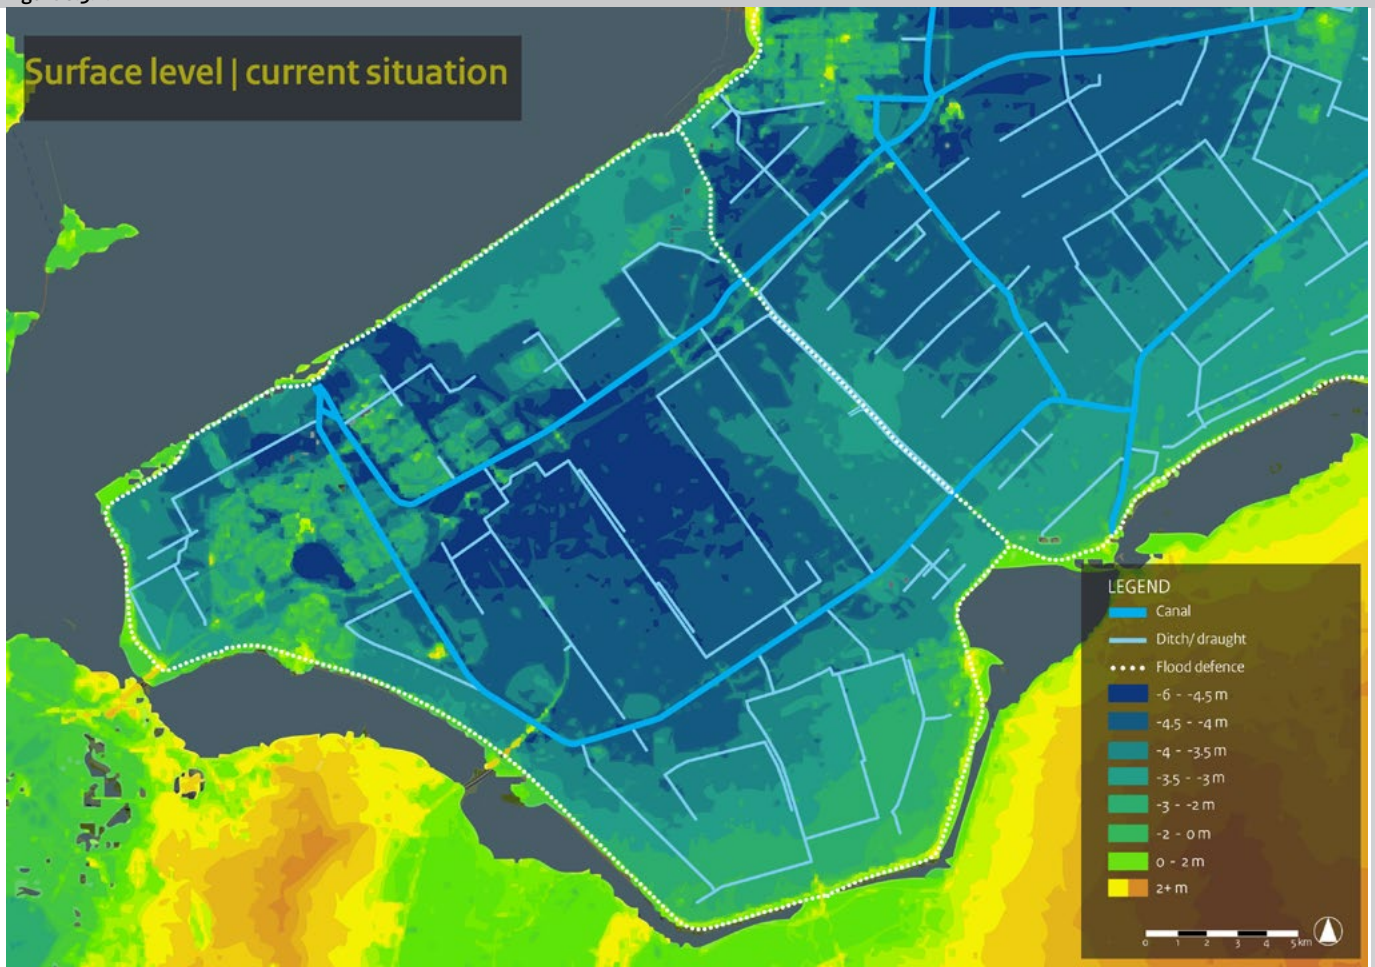 Surface level | current situation
LEGEND
Canal
Ditch/ draught
Flood defence
-6 - -4.5 m
-4.5 - -4 m
-4 - -3.5 m
-3.5 - -3 m
-3 - -2 m
-2 - 0 m
0 - 2 m
2+ m
0 1 2 3 4 5 km